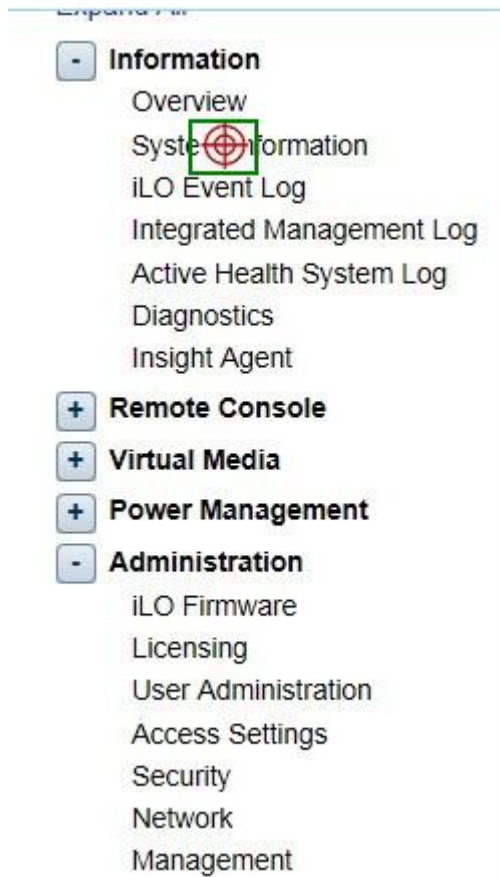 -
Information
Overview
iLO Event Log
Integrated Management Log
Active Health System Log
Diagnostics
Insight Agent
+
Remote Console
+
Virtual Media
+
Power Management
-
Administration
iLO Firmware
Licensing
User Administration
Access Settings
Security
Network
Management